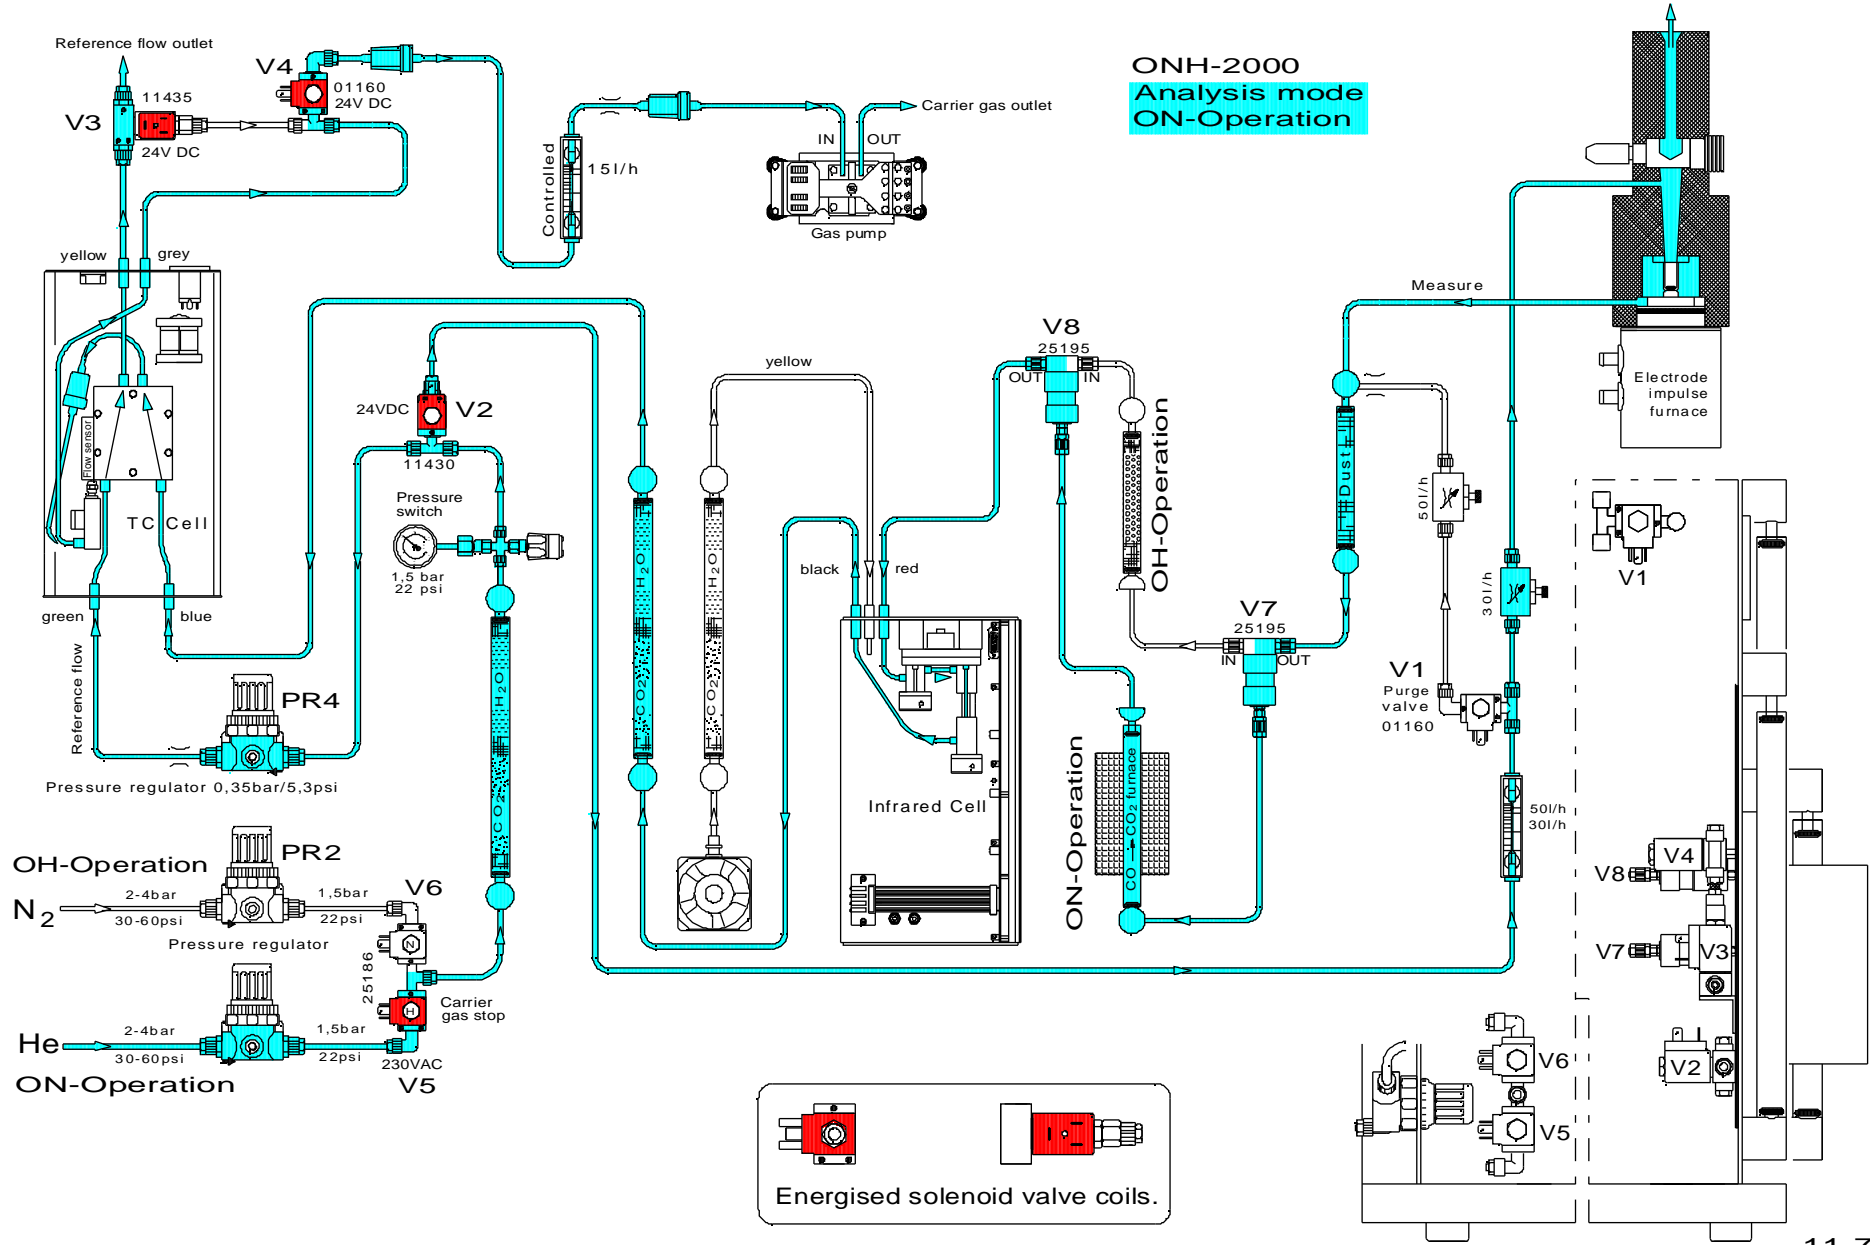 Reference flow outlet
V4
01160
24V DC
11435
V3
24V DC
Controlled
15l/h
IN
OUT
Carrier gas outlet
Gas pump
ONH-2000
Analysis mode
ON-Operation
yellow
grey
Flow sensor
TC Cell
green
blue
Reference flow
PR4
Pressure regulator 0,35bar/5,3psi
24VDC
V2
11430
Pressure
switch
1,5 bar
22 psi
CO2
H2O
CO2
H2O
CO2
H2O
yellow
black
red
Infrared Cell
V8
25195
OUT
IN
OH-Operation
V7
25195
IN
OUT
ON-Operation
CO → CO2 furnace
Measure
Dust
Electrode
impulse
furnace
50l/h
30l/h
V1
Purge
valve
01160
50l/h
30l/h
V1
V4
V8
V7
V3
V2
V6
V5
OH-Operation
PR2
N2
2-4bar
30-60psi
1,5bar
22psi
Pressure regulator
V6
N
25186
H
Carrier
gas stop
He
2-4bar
30-60psi
1,5bar
22psi
230VAC
V5
ON-Operation
Energised solenoid valve coils.